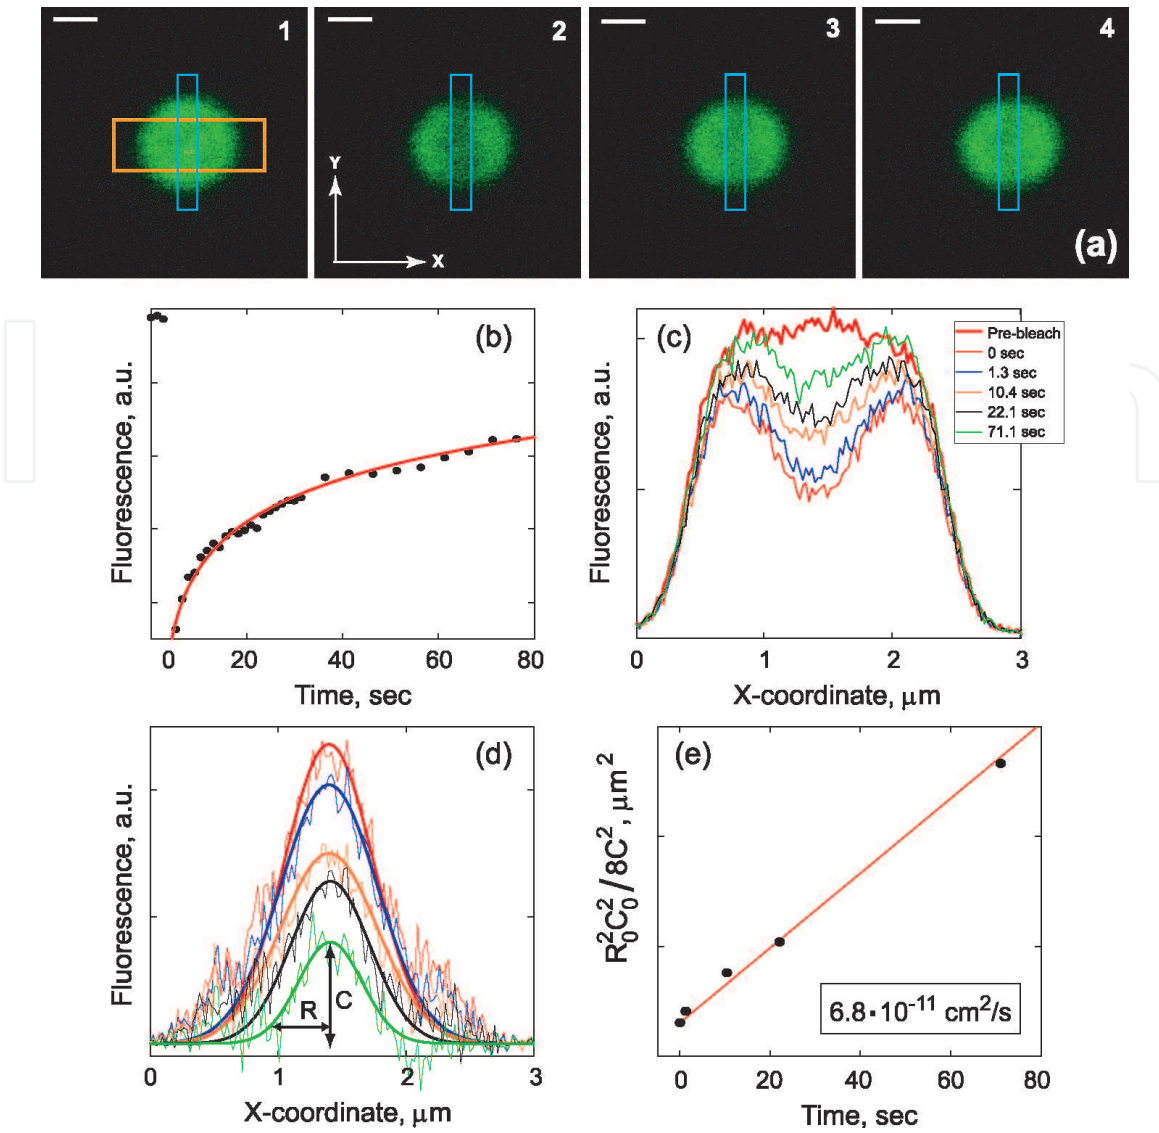 1
2
3
4
Y
X
(a)
(b)
Fluorescence, a.u.
0 20 40 60 80
Time, sec
(c)
Fluorescence, a.u.
Pre-bleach
0 sec
1.3 sec
10.4 sec
22.1 sec
71.1 sec
0 1 2 3
X-coordinate, μm
(d)
Fluorescence, a.u.
R
C
0 1 2 3
X-coordinate, μm
(e)
R₀²C₀²/8C², μm²
6.8·10⁻¹¹ cm²/s
0 20 40 60 80
Time, sec